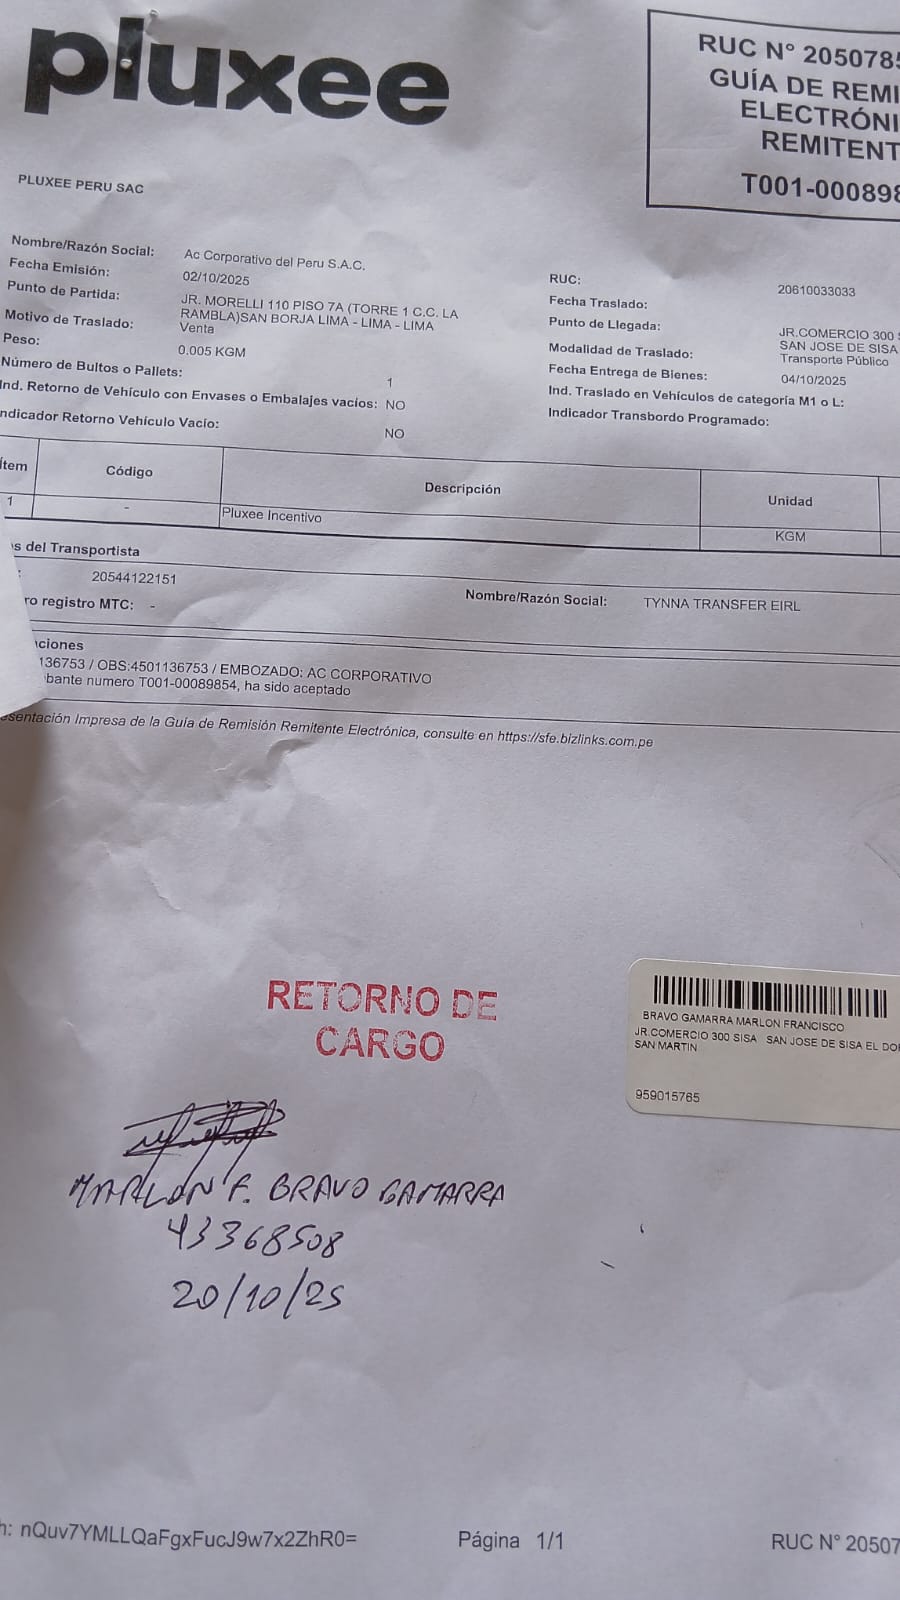 pluxee
RUC N° 2050785
GUÍA DE REMI
ELECTRÓNI
REMITENT
T001-000898
PLUXEE PERU SAC
Nombre/Razón Social: Ac Corporativo del Peru S.A.C.
Fecha Emisión: 02/10/2025
Punto de Partida: JR. MORELLI 110 PISO 7A (TORRE 1 C.C. LA
RAMBLA)SAN BORJA LIMA - LIMA - LIMA
Motivo de Traslado: Venta
Peso: 0.005 KGM
Número de Bultos o Pallets: 1
Ind. Retorno de Vehículo con Envases o Embalajes vacíos: NO
ndicador Retorno Vehículo Vacío: NO
RUC: 20610033033
Fecha Traslado:
Punto de Llegada: JR.COMERCIO 300
SAN JOSE DE SISA
Modalidad de Traslado: Transporte Público
Fecha Entrega de Bienes: 04/10/2025
Ind. Traslado en Vehículos de categoría M1 o L:
Indicador Transbordo Programado:
Ítem Código Descripción Unidad
1 - Pluxee Incentivo KGM
s del Transportista
: 20544122151 Nombre/Razón Social: TYNNA TRANSFER EIRL
ro registro MTC: -
ciones
136753 / OBS:4501136753 / EMBOZADO: AC CORPORATIVO
bante numero T001-00089854, ha sido aceptado
esentación Impresa de la Guía de Remisión Remitente Electrónica, consulte en https://sfe.bizlinks.com.pe
RETORNO DE
CARGO
BRAVO GAMARRA MARLON FRANCISCO
JR.COMERCIO 300 SISA SAN JOSE DE SISA EL DO
SAN MARTIN
959015765
MARLON F. BRAVO GAMARRA
43368508
20/10/25
h: nQuv7YMLLQaFgxFucJ9w7x2ZhR0= Página 1/1 RUC N° 20507